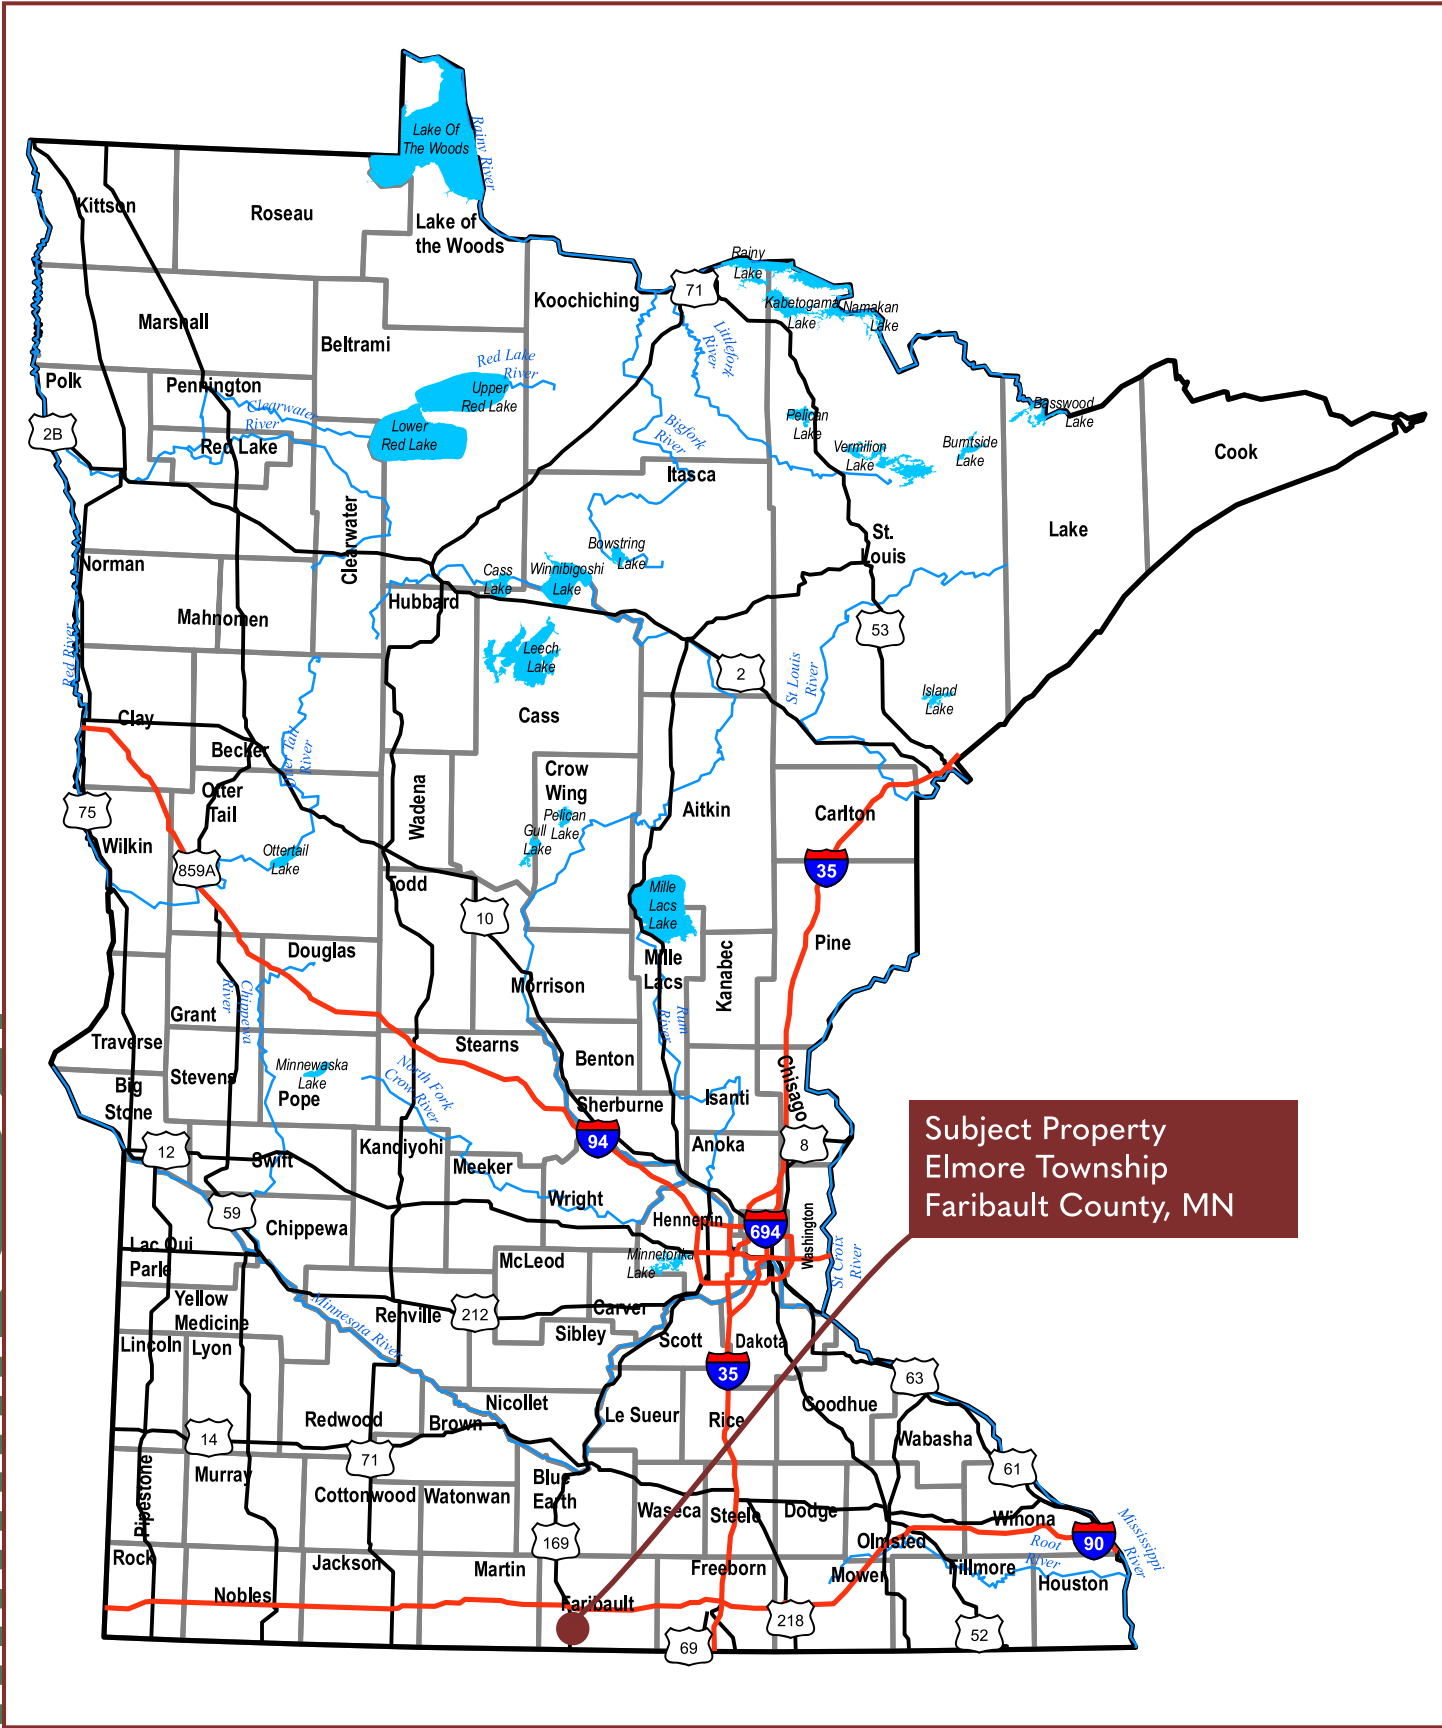 Lake Of
The Woods
Rainy River
Kittson
Roseau
Lake of
the Woods
Rainy
Lake
Koochiching
71
Kabetogama
Lake
Namakan
Lake
Marshall
Beltrami
Littlefork
River
Red Lake
River
Polk
Pennington
Upper
Red Lake
Clearwater
River
Basswood
Lake
Pelican
Lake
2B
Lower
Red Lake
Bigfork
River
Red Lake
Vermilion
Lake
Burntside
Lake
Cook
Itasca
Clearwater
St.
Louis
Lake
Bowstring
Lake
Norman
Cass
Lake
Winnibigoshi
Lake
Hubbard
Mahnomen
53
Red River
Leech
Lake
2
St Louis
River
Island
Lake
Clay
Cass
Becker
Otter Tail
River
Crow
Wing
Otter
Tail
Wadena
75
Pelican
Lake
Gull
Lake
Aitkin
Carlton
Wilkin
859A
Ottertail
Lake
35
Todd
Mille
Lacs
Lake
10
Douglas
Pine
Mille
Lacs
Kanabec
Morrison
Chippewa
River
Grant
Rum
River
Traverse
Stearns
Benton
Minnewaska
Lake
Stevens
Big
Stone
Pope
North Fork
Crow River
Chisago
Sherburne
Isanti
94
Anoka
8
Kandiyohi
12
Swift
Meeker
Subject Property
Elmore Township
Faribault County, MN
Wright
59
Chippewa
Hennepin
694
Washington
Lac Qui
Parle
McLeod
Minnetonka
Lake
St Croix
River
Yellow
Medicine
Minnesota River
Renville
212
Carver
Sibley
Lincoln
Lyon
Scott
Dakota
35
63
Nicollet
Redwood
Brown
Le Sueur
Rice
Goodhue
14
Wabasha
71
61
Murray
Pipestone
Cottonwood
Watonwan
Blue
Earth
Waseca
Steele
Dodge
Winona
169
Olmsted
Root
River
90
Mississippi
River
Rock
Jackson
Martin
Freeborn
Mower
Fillmore
Houston
Nobles
Faribault
218
69
52